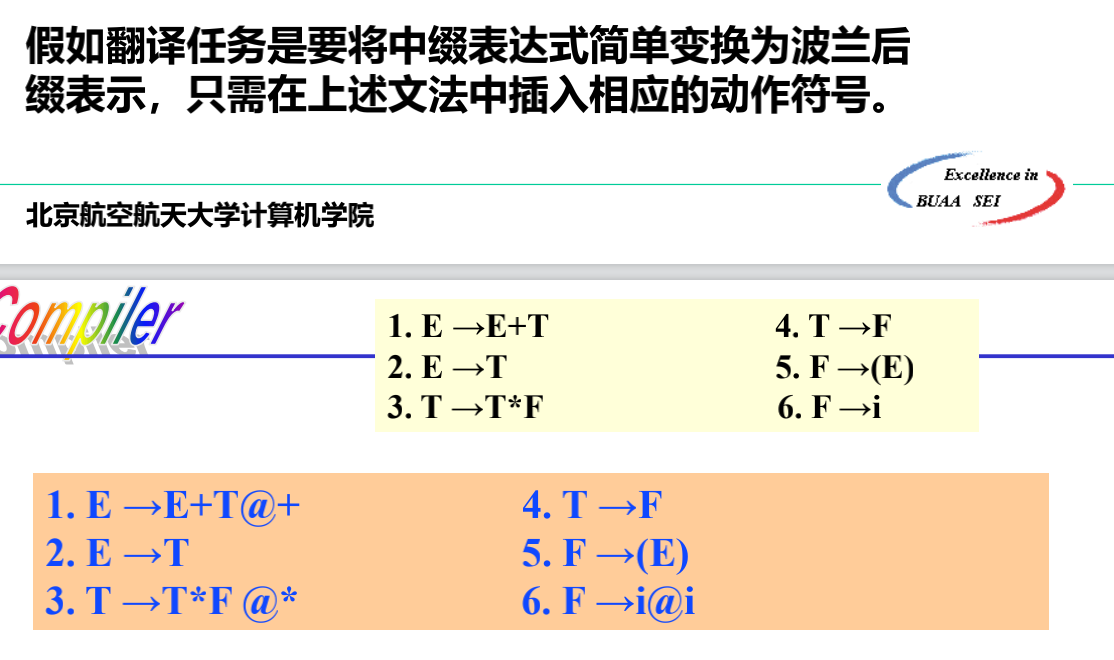 假如翻译任务是要将中缀表达式简单变换为波兰后
缀表示，只需在上述文法中插入相应的动作符号。
Excellence in
BUAA SEI
北京航空航天大学计算机学院
Compiler
1. E →E+T
4. T →F
2. E →T
5. F →(E)
3. T →T*F
6. F →i
1. E →E+T@+
4. T →F
2. E →T
5. F →(E)
3. T →T*F @*
6. F →i@i